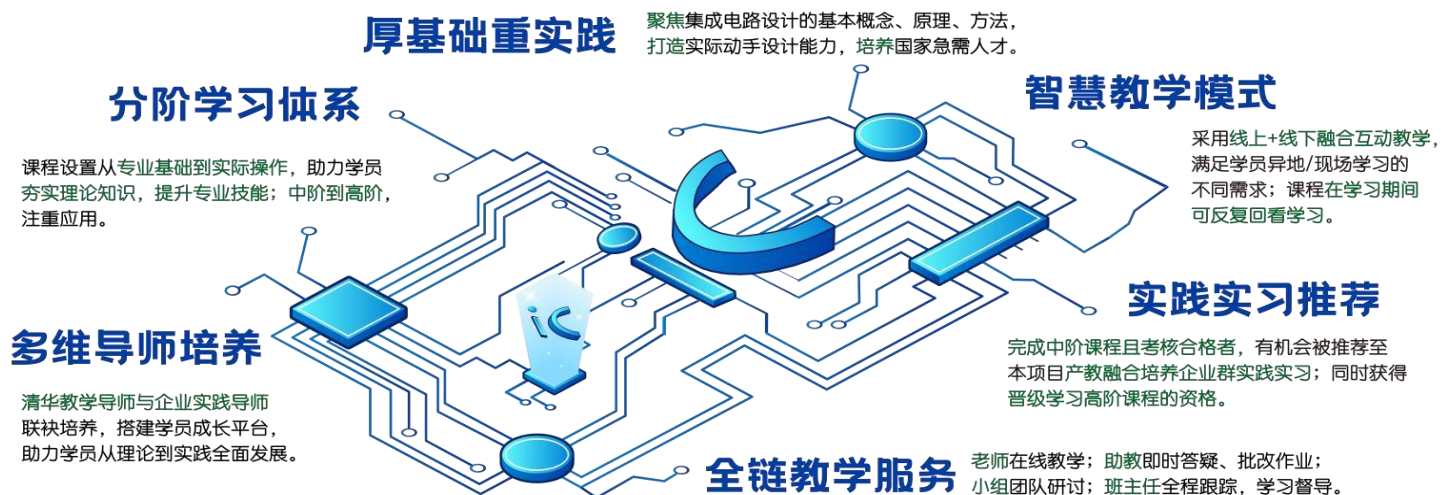 厚基础重实践
聚焦集成电路设计的基本概念、原理、方法，
打造实际动手设计能力，培养国家急需人才。
分阶学习体系
课程设置从专业基础到实际操作，助力学员
夯实理论知识，提升专业技能；中阶到高阶，
注重应用。
智慧教学模式
采用线上+线下融合互动教学，
满足学员异地/现场学习的
不同需求；课程在学习期间
可反复回看学习。
多维导师培养
清华教学导师与企业实践导师
联袂培养，搭建学员成长平台，
助力学员从理论到实践全面发展。
iC
实践实习推荐
完成中阶课程且考核合格者，有机会被推荐至
本项目产教融合培养企业群实践实习；同时获得
晋级学习高阶课程的资格。
全链教学服务
老师在线教学；助教即时答疑、批改作业；
小组团队研讨；班主任全程跟踪，学习督导。